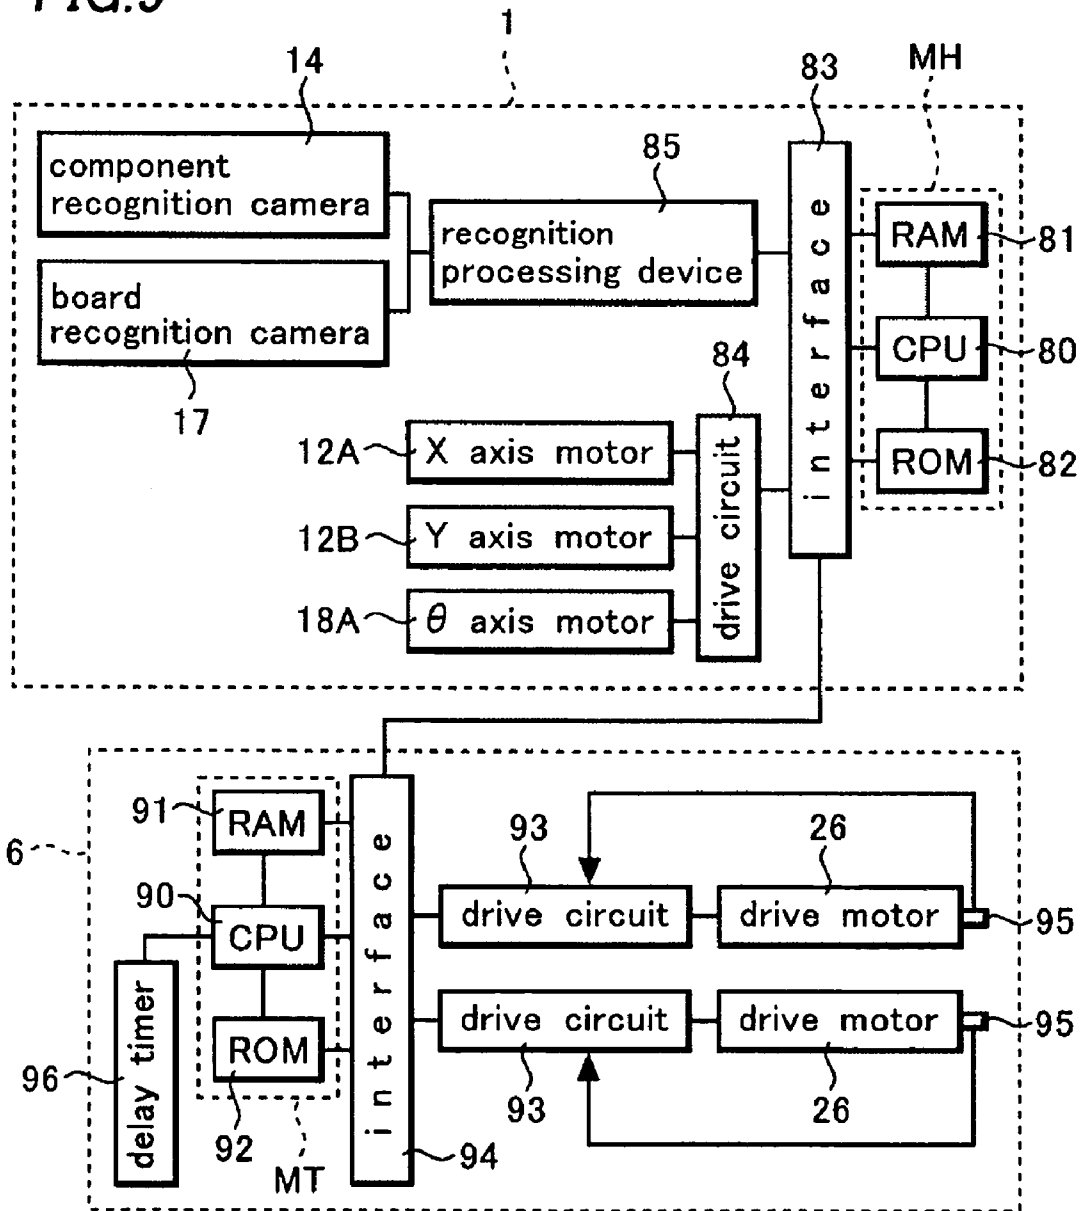 FIG.9
1
14
83
MH
component
recognition camera
85
recognition
processing device
interface
RAM
81
board
recognition camera
17
84
CPU
80
12A
X axis motor
drive circuit
ROM
82
12B
Y axis motor
18A
θ axis motor
6
91
RAM
interface
93
26
90
CPU
drive circuit
drive motor
95
delay timer
96
ROM
drive circuit
drive motor
95
92
93
26
MT
94